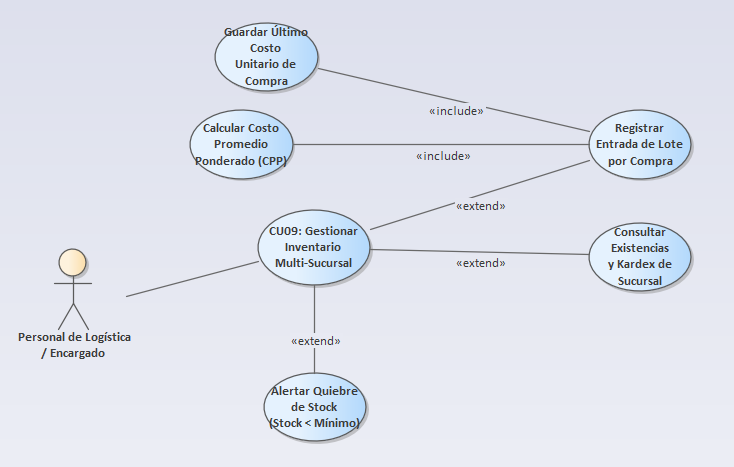 Guardar Último
Costo
Unitario de
Compra
«include»
Calcular Costo
Promedio
Ponderado (CPP)
«include»
Registrar
Entrada de Lote
por Compra
«extend»
CU09: Gestionar
Inventario
Multi-Sucursal
«extend»
Consultar
Existencias
y Kardex de
Sucursal
Personal de Logística
/ Encargado
«extend»
Alertar Quiebre
de Stock
(Stock < Mínimo)